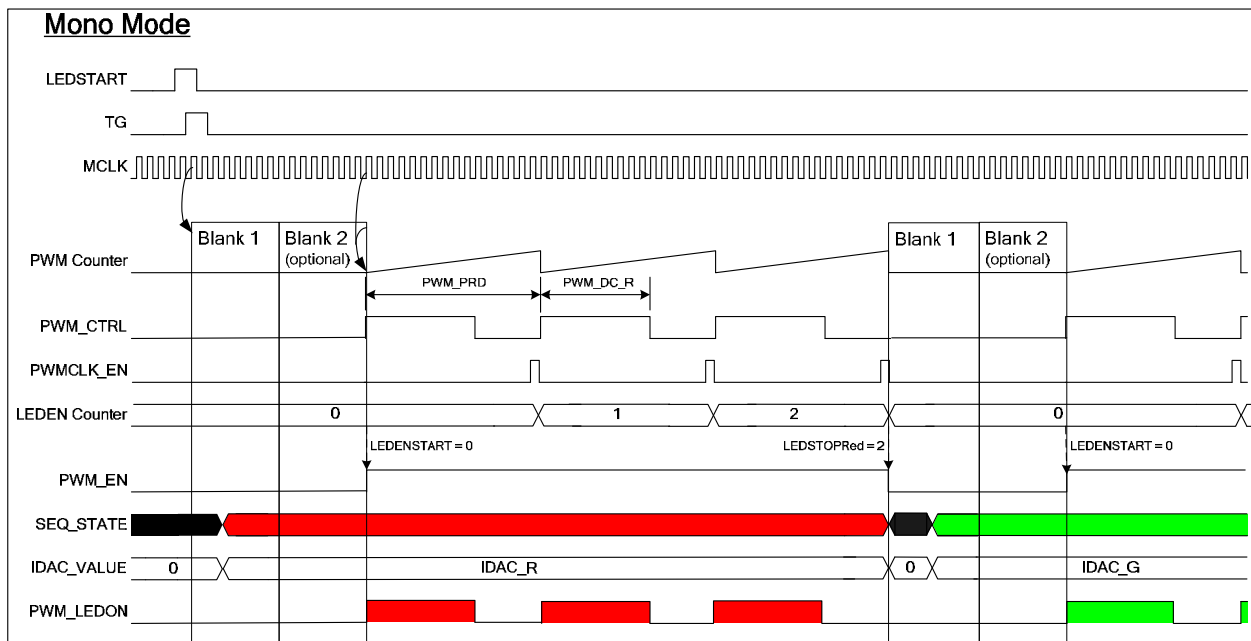 Mono Mode
LEDSTART
TG
MCLK
Blank 1
Blank 2
(optional)
Blank 1
Blank 2
(optional)
PWM Counter
PWM_PRD
PWM_DC_R
PWM_CTRL
PWMCLK_EN
LEDEN Counter
0
1
2
0
LEDENSTART = 0
LEDSTOPRed = 2
LEDENSTART = 0
PWM_EN
SEQ_STATE
IDAC_VALUE
0
IDAC_R
0
IDAC_G
PWM_LEDON